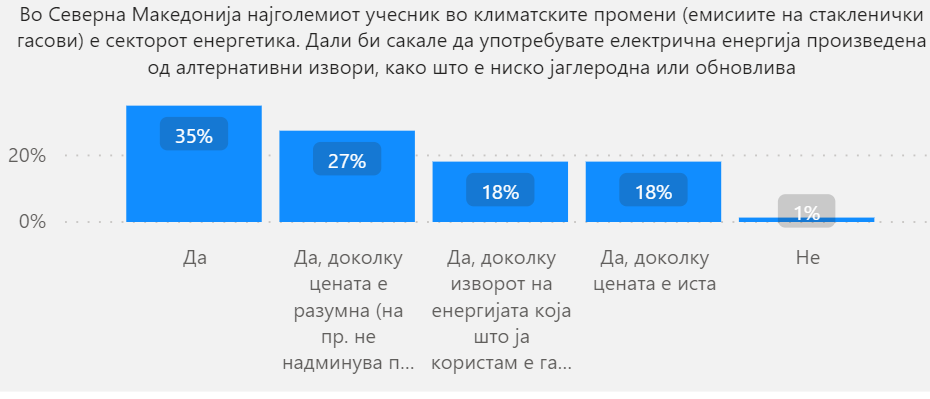 Во Северна Македонија најголемиот учесник во климатските промени (емисиите на стакленички
гасови) е секторот енергетика. Дали би сакале да употребувате електрична енергија произведена
од алтернативни извори, како што е ниско јаглеродна или обновлива
35%
27%
18%
18%
1%
20%
0%
Да
Да, доколку
цената е
разумна (на
пр. не
надминува п...
Да, доколку
изворот на
енергијата која
што ја
користам е га...
Да, доколку
цената е иста
Не